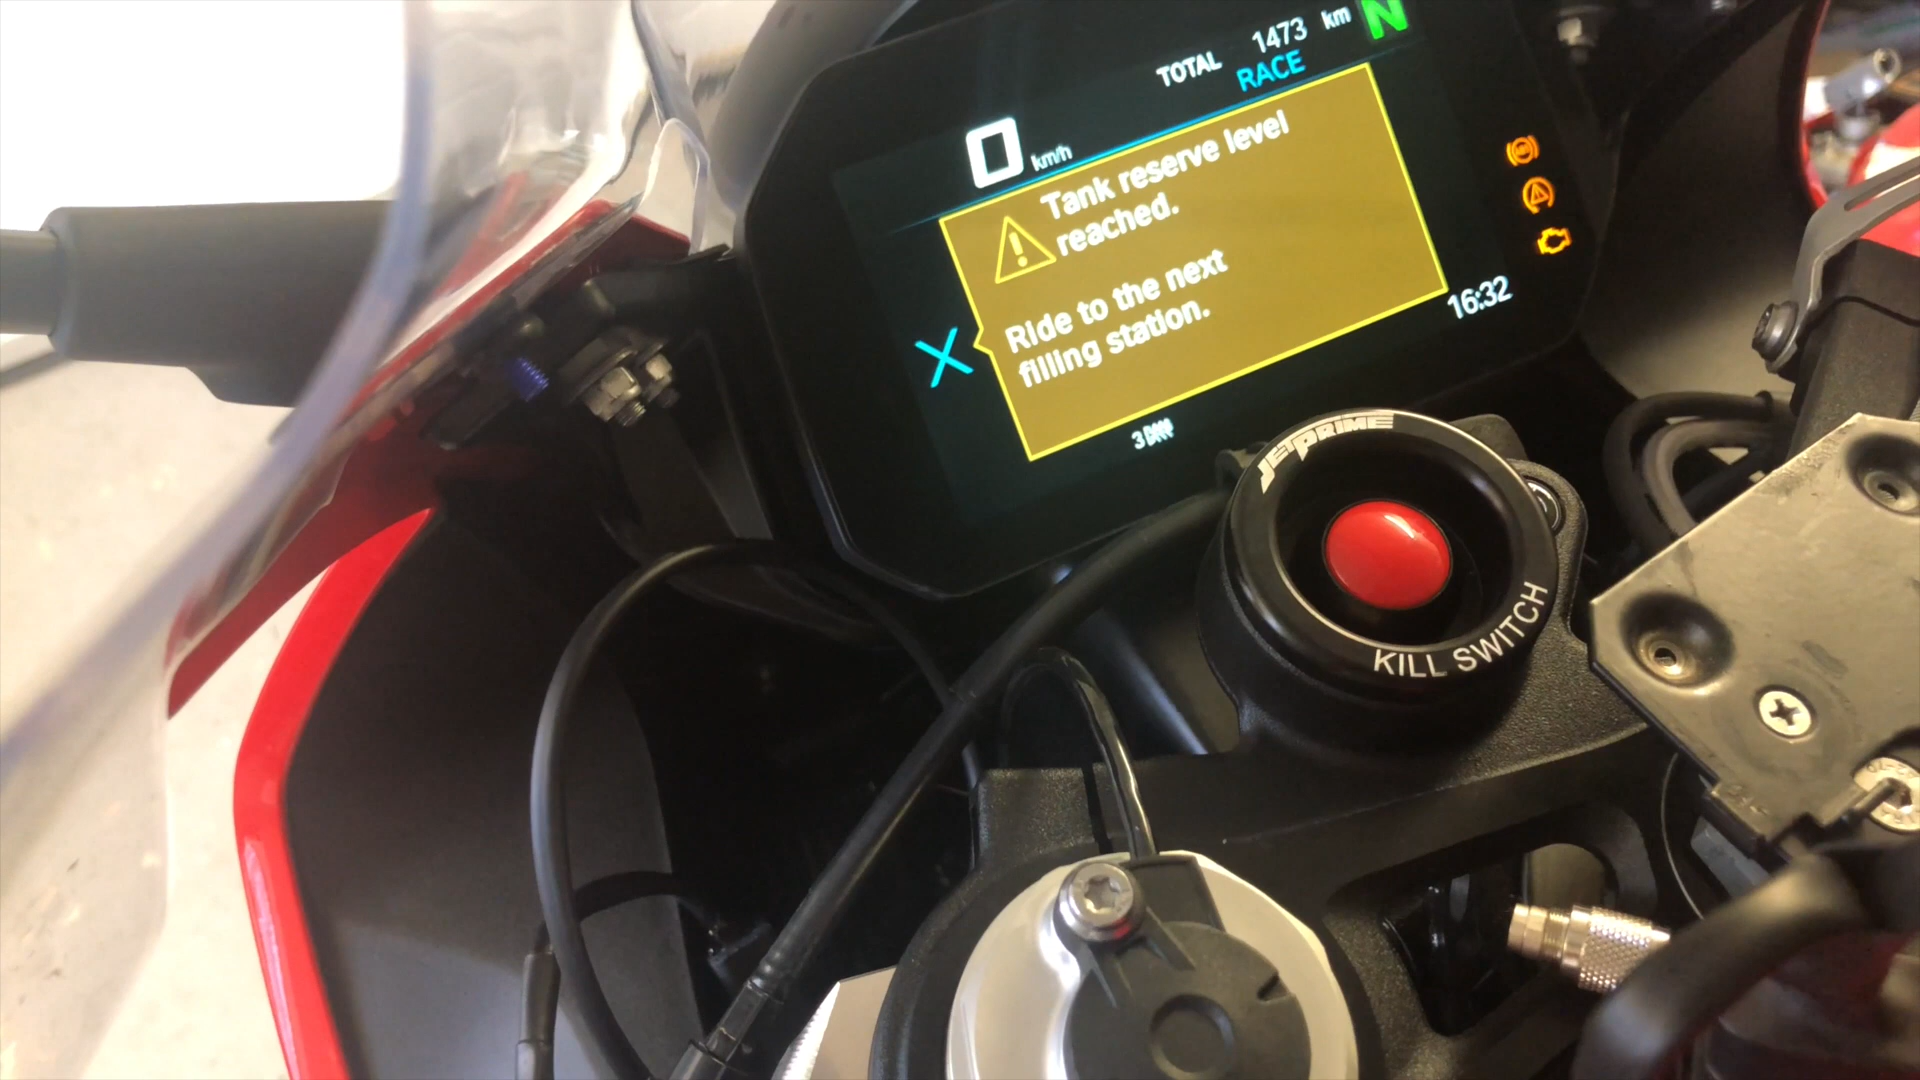 TOTAL 1473 km N
RACE
0 km/h
Tank reserve level
reached.
Ride to the next
filling station.
X
16:32
JETPRIME
KILL SWITCH